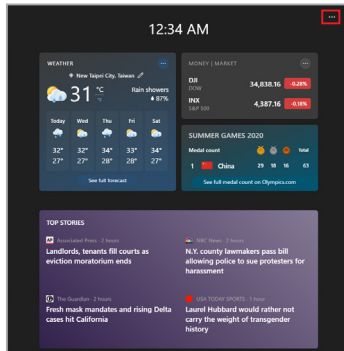 12:34 AM
WEATHER
New Taipei City, Taiwan
31 °C
°F
Rain showers
87%
Today Wed Thu Fri Sat
32° 32° 34° 33° 34°
27° 27° 28° 28° 27°
See full forecast
MONEY | MARKET
DJI
DOW
34,838.16 -0.28%
INX
S&P 500
4,387.16 -0.18%
SUMMER GAMES 2020
Medal count Total
1 China 29 18 16 63
See full medal count on Olympics.com
TOP STORIES
Associated Press · 2 hours
Landlords, tenants fill courts as
eviction moratorium ends
NBC News · 2 hours
N.Y. county lawmakers pass bill
allowing police to sue protesters for
harassment
The Guardian · 2 hours
Fresh mask mandates and rising Delta
cases hit California
USA TODAY SPORTS · 1 hour
Laurel Hubbard would rather not
carry the weight of transgender
history